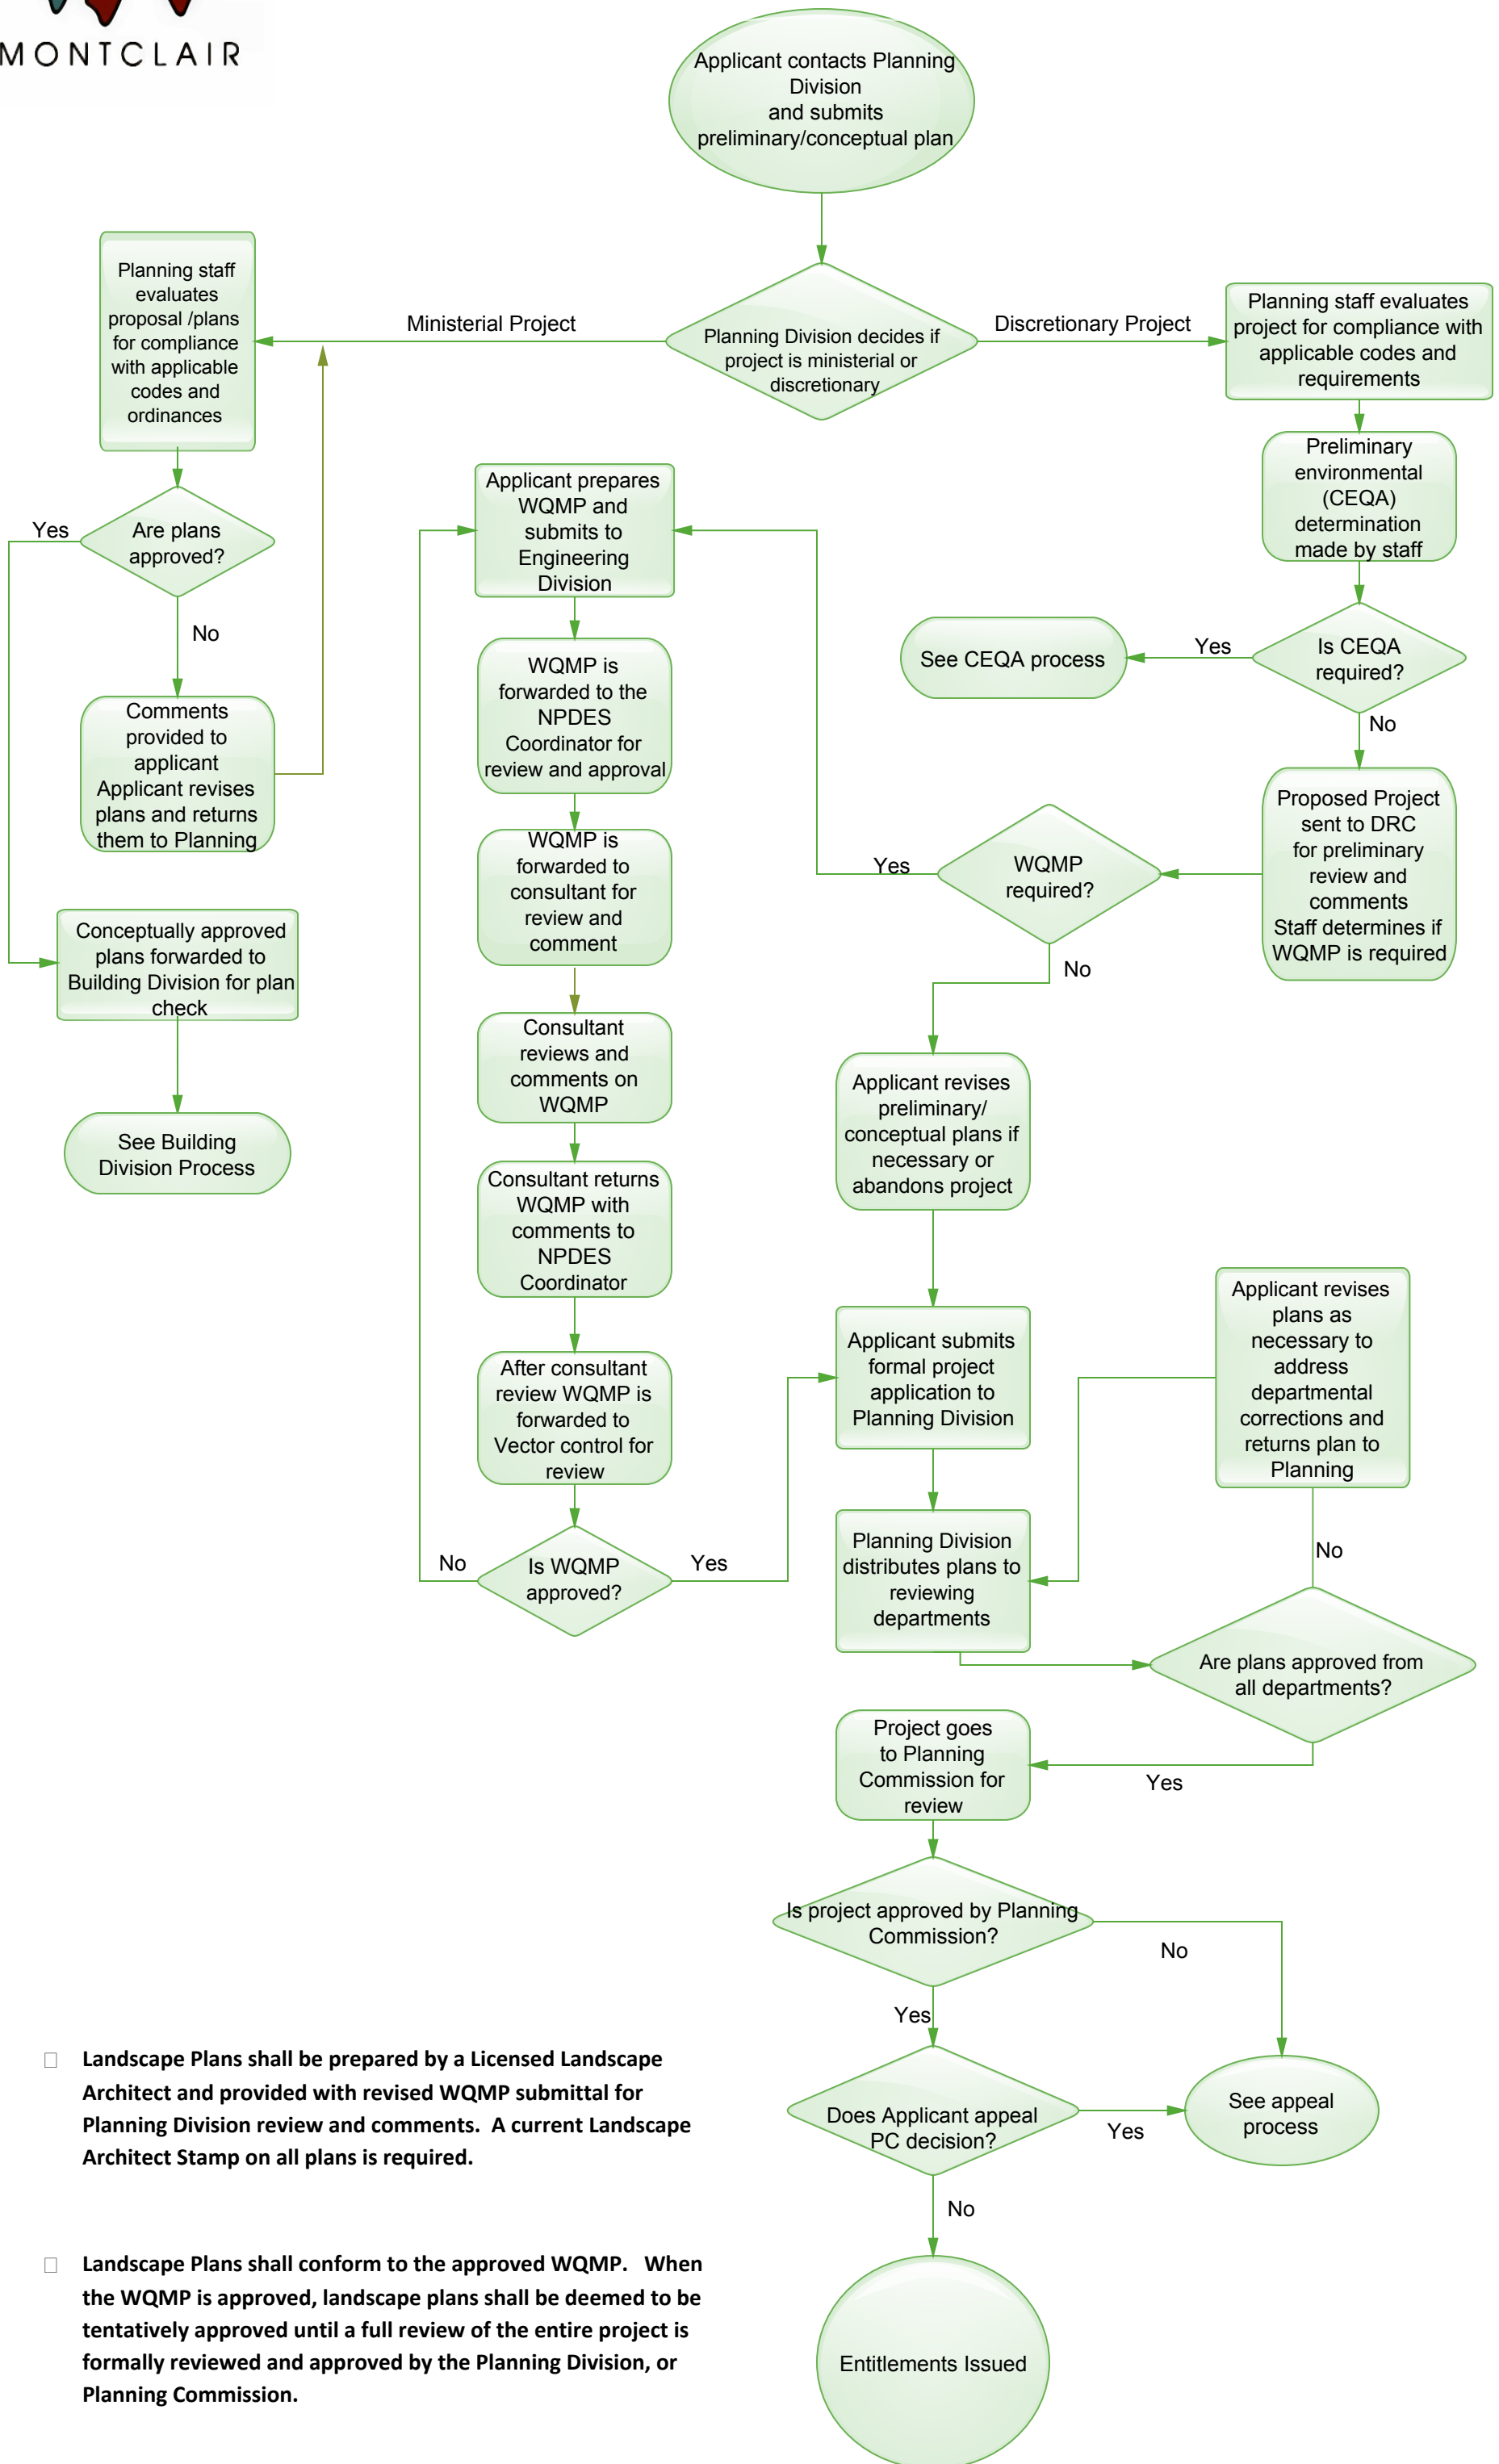 MONTCLAIR
Applicant contacts Planning
Division
and submits
preliminary/conceptual plan
Planning Division decides if
project is ministerial or
discretionary
Ministerial Project
Discretionary Project
Planning staff
evaluates
proposal /plans
for compliance
with applicable
codes and
ordinances
Are plans
approved?
Yes
No
Comments
provided to
applicant
Applicant revises
plans and returns
them to Planning
Conceptually approved
plans forwarded to
Building Division for plan
check
See Building
Division Process
Planning staff evaluates
project for compliance with
applicable codes and
requirements
Preliminary
environmental
(CEQA)
determination
made by staff
Is CEQA
required?
Yes
See CEQA process
No
Proposed Project
sent to DRC
for preliminary
review and
comments
Staff determines if
WQMP is required
WQMP
required?
Yes
No
Applicant prepares
WQMP and
submits to
Engineering
Division
WQMP is
forwarded to the
NPDES
Coordinator for
review and approval
WQMP is
forwarded to
consultant for
review and
comment
Consultant
reviews and
comments on
WQMP
Consultant returns
WQMP with
comments to
NPDES
Coordinator
After consultant
review WQMP is
forwarded to
Vector control for
review
Is WQMP
approved?
No
Yes
Applicant revises
preliminary/
conceptual plans if
necessary or
abandons project
Applicant submits
formal project
application to
Planning Division
Planning Division
distributes plans to
reviewing
departments
Applicant revises
plans as
necessary to
address
departmental
corrections and
returns plan to
Planning
No
Are plans approved from
all departments?
Yes
Project goes
to Planning
Commission for
review
Is project approved by Planning
Commission?
No
Yes
Does Applicant appeal
PC decision?
Yes
See appeal
process
No
Entitlements Issued
Landscape Plans shall be prepared by a Licensed Landscape
Architect and provided with revised WQMP submittal for
Planning Division review and comments.  A current Landscape
Architect Stamp on all plans is required.
Landscape Plans shall conform to the approved WQMP.   When
the WQMP is approved, landscape plans shall be deemed to be
tentatively approved until a full review of the entire project is
formally reviewed and approved by the Planning Division, or
Planning Commission.